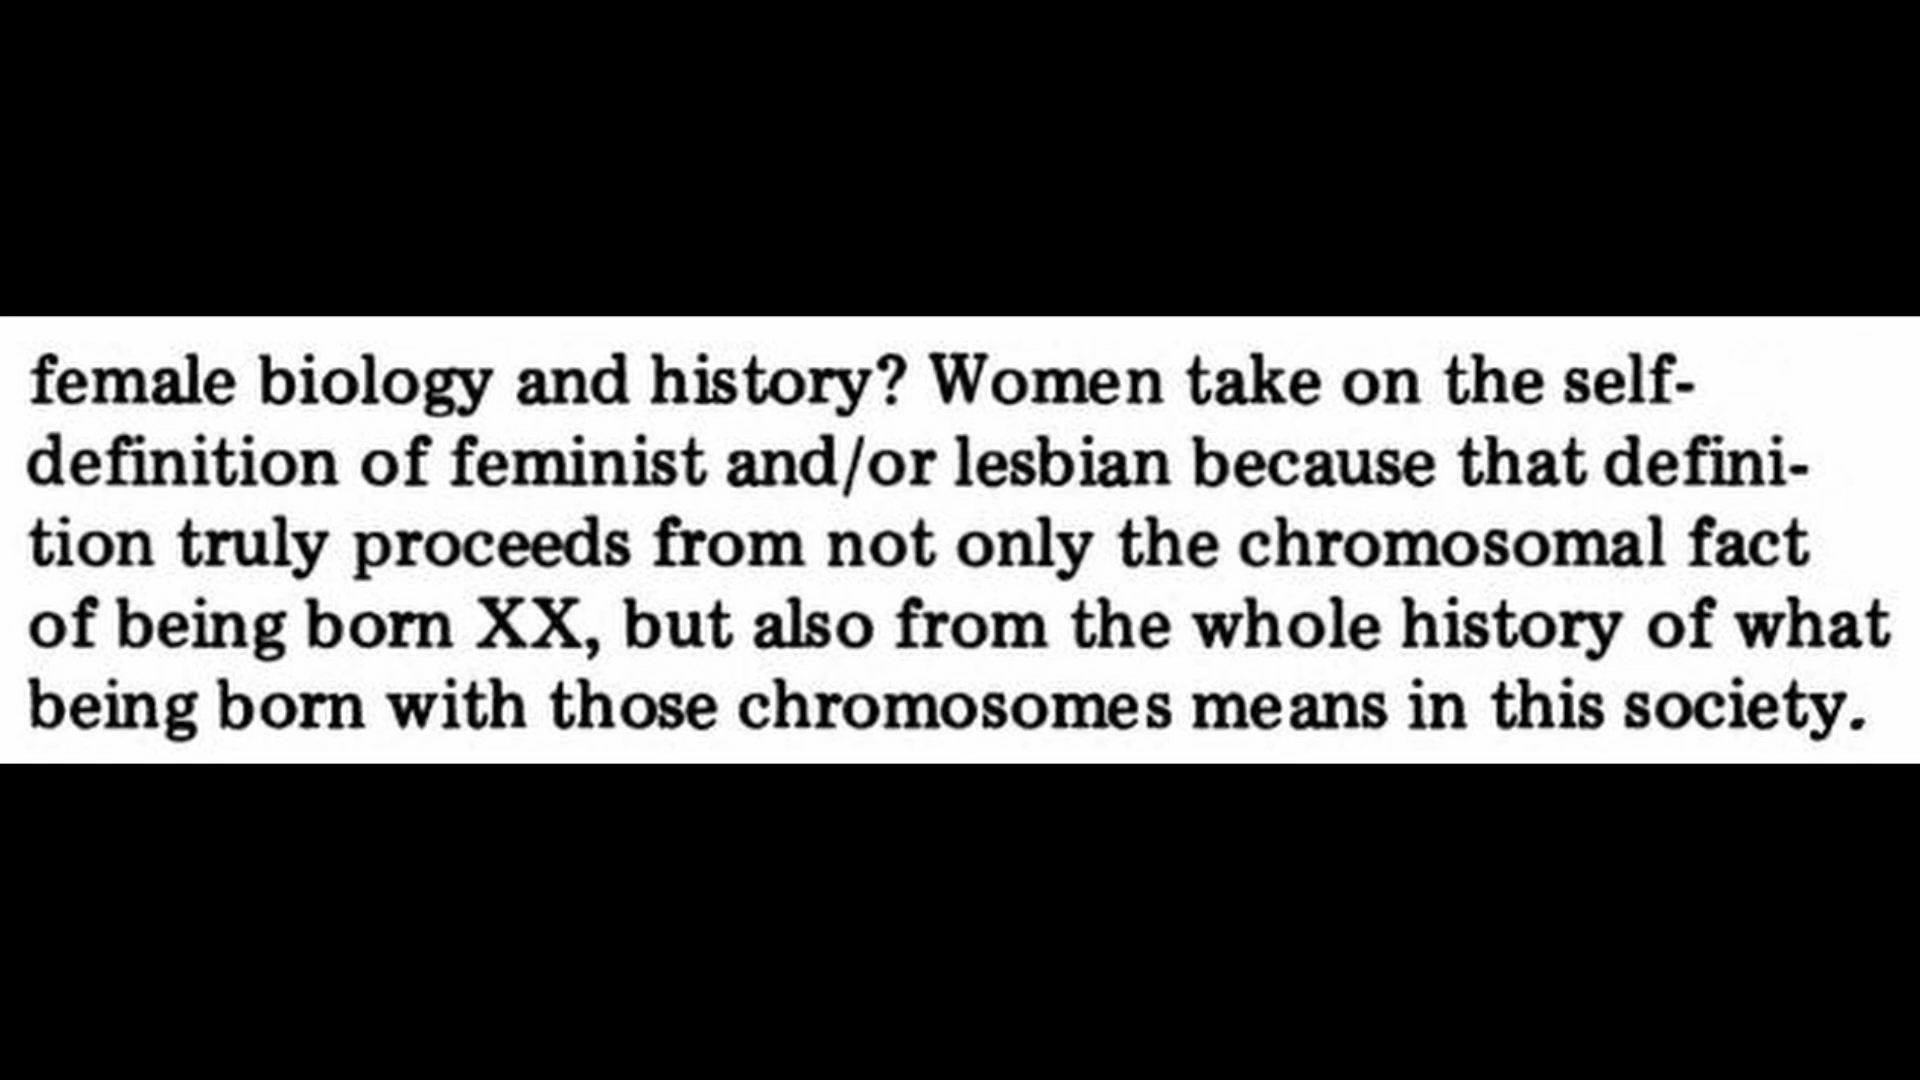 female biology and history? Women take on the self-
definition of feminist and/or lesbian because that defini-
tion truly proceeds from not only the chromosomal fact
of being born XX, but also from the whole history of what
being born with those chromosomes means in this society.